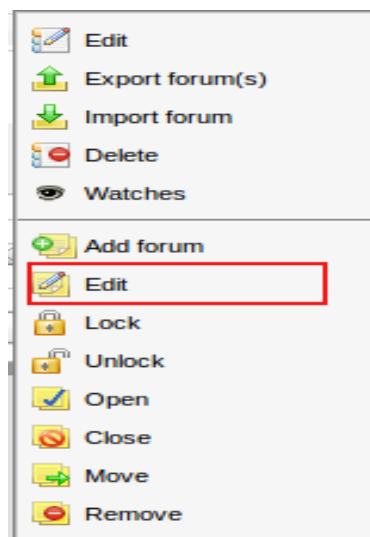 Edit
Export forum(s)
Import forum
Delete
Watches
Add forum
Edit
Lock
Unlock
Open
Close
Move
Remove